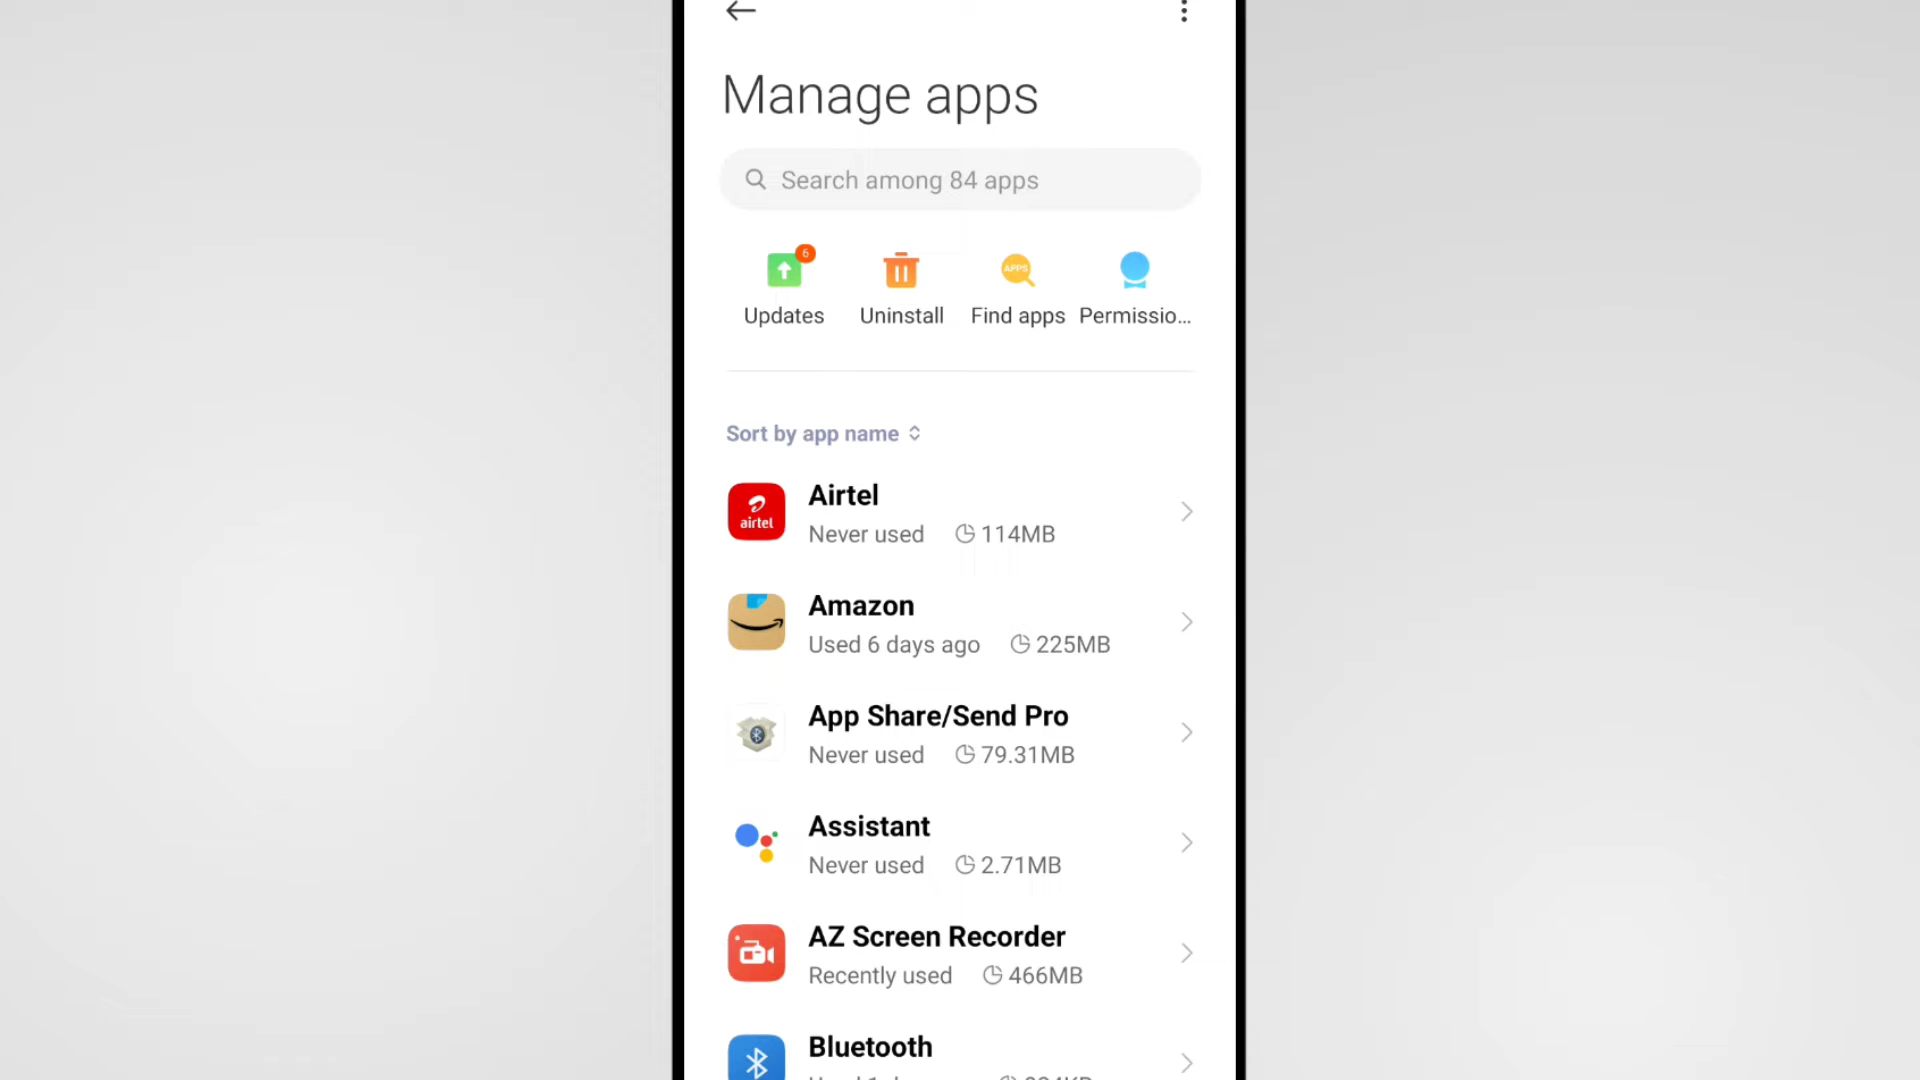 Manage apps
Search among 84 apps
6
APPS
Updates
Uninstall
Find apps
Permissio...
Sort by app name
airtel
Airtel
Never used 114MB
Amazon
Used 6 days ago 225MB
App Share/Send Pro
Never used 79.31MB
Assistant
Never used 2.71MB
AZ Screen Recorder
Recently used 466MB
Bluetooth